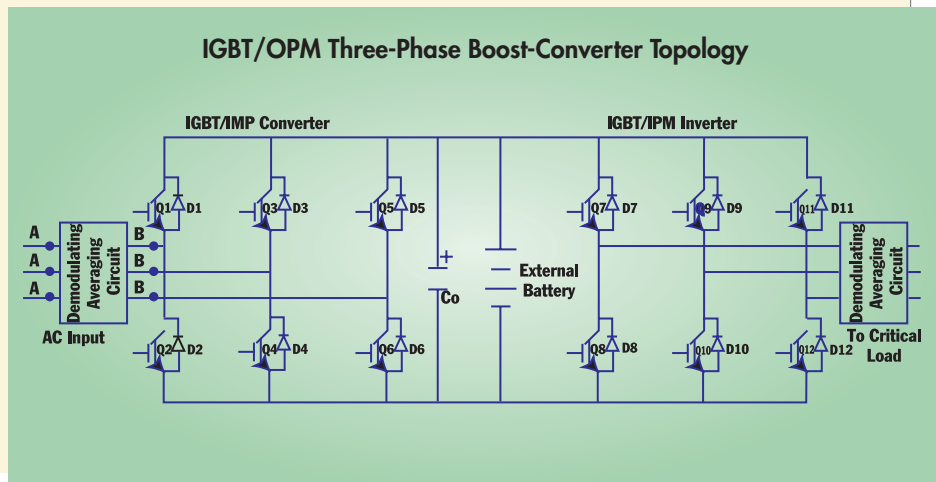 IGBT/OPM Three-Phase Boost-Converter Topology
IGBT/IMP Converter
IGBT/IPM Inverter
Q1 D1
Q3 D3
Q5 D5
Q7 D7
Q9 D9
Q11 D11
A
A
A
Demodulating
Averaging
Circuit
B
B
B
AC Input
+
Co
External
Battery
Demodulating
Averaging
Circuit
To Critical
Load
Q2 D2
Q4 D4
Q6 D6
Q8 D8
Q10 D10
Q12 D12